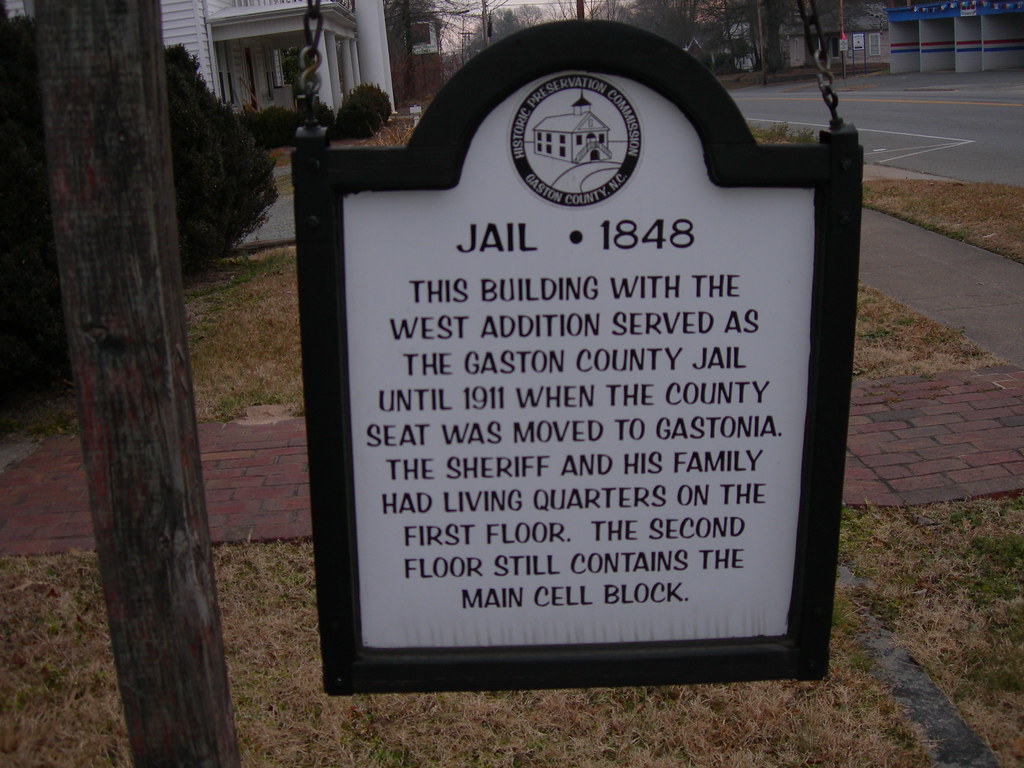 HISTORIC PRESERVATION COMMISSION
GASTON COUNTY, N.C.
JAIL • 1848
THIS BUILDING WITH THE
WEST ADDITION SERVED AS
THE GASTON COUNTY JAIL
UNTIL 1911 WHEN THE COUNTY
SEAT WAS MOVED TO GASTONIA.
THE SHERIFF AND HIS FAMILY
HAD LIVING QUARTERS ON THE
FIRST FLOOR. THE SECOND
FLOOR STILL CONTAINS THE
MAIN CELL BLOCK.